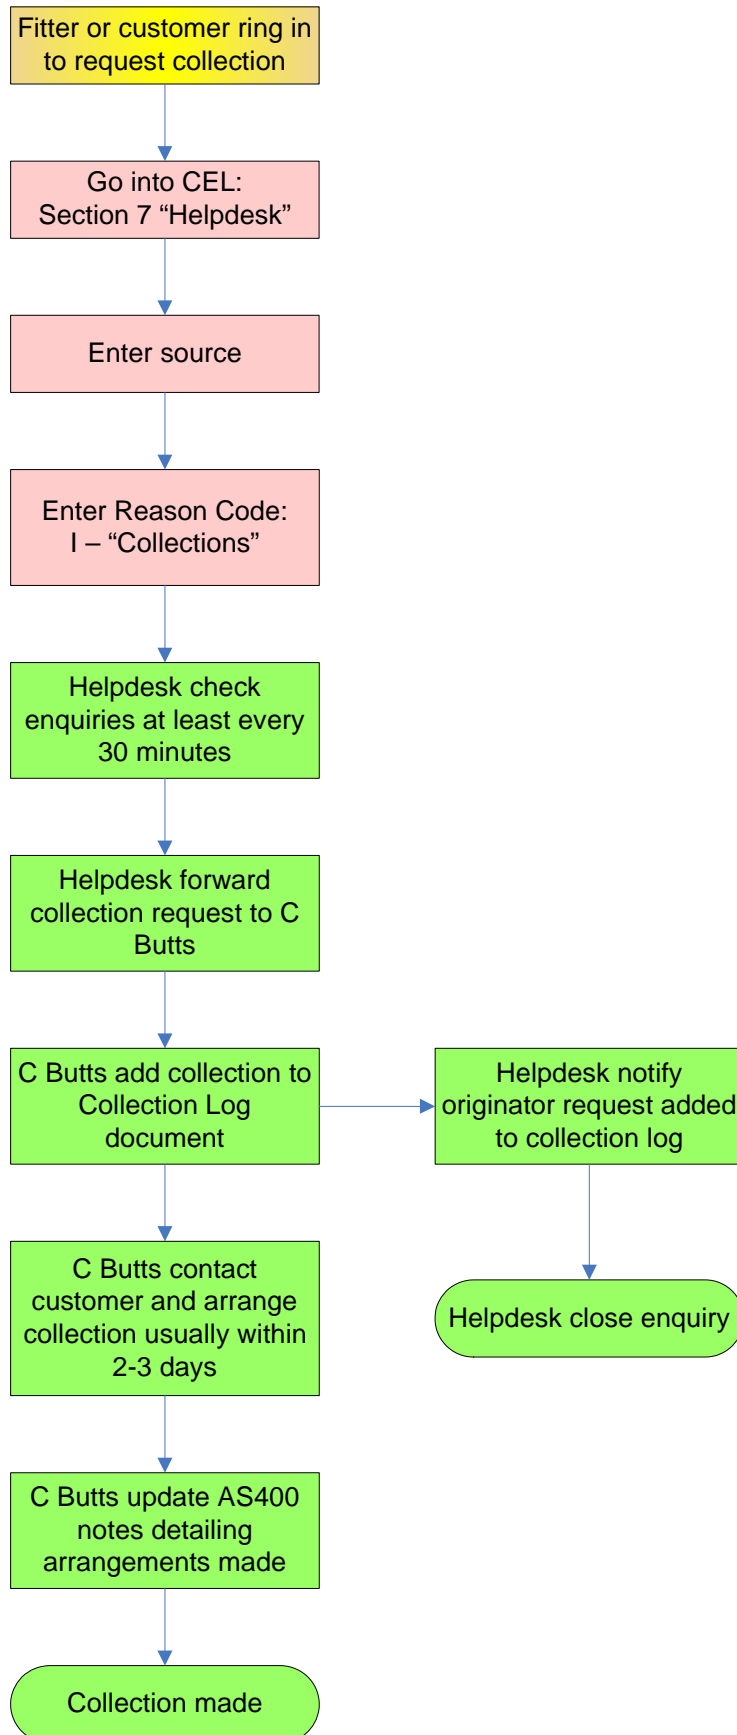 Fitter or customer ring in
to request collection
Go into CEL:
Section 7 “Helpdesk”
Enter source
Enter Reason Code:
I – “Collections”
Helpdesk check
enquiries at least every
30 minutes
Helpdesk forward
collection request to C
Butts
C Butts add collection to
Collection Log
document
Helpdesk notify
originator request added
to collection log
C Butts contact
customer and arrange
collection usually within
2-3 days
Helpdesk close enquiry
C Butts update AS400
notes detailing
arrangements made
Collection made